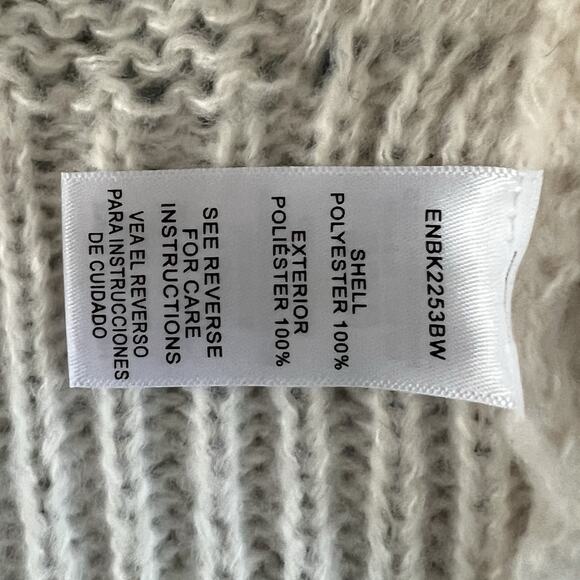 ENBK2253BW
SHELL
POLYESTER 100%
EXTERIOR
POLIÉSTER 100%
SEE REVERSE
FOR CARE
INSTRUCTIONS
VEA EL REVERSO
PARA INSTRUCCIONES
DE CUIDADO